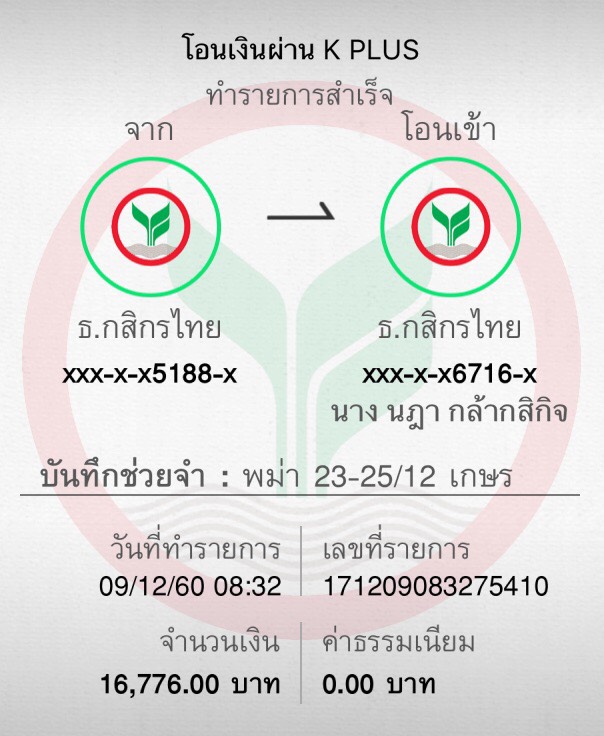 โอนเงินผ่าน K PLUS
ทำรายการสำเร็จ
จาก
โอนเข้า
ธ.กสิกรไทย
xxx-x-x5188-x
ธ.กสิกรไทย
xxx-x-x6716-x
นาง นฎา กล้ากสิกิจ
บันทึกช่วยจำ : พม่า 23-25/12 เกษร
วันที่ทำรายการ
09/12/60 08:32
เลขที่รายการ
171209083275410
จำนวนเงิน
16,776.00 บาท
ค่าธรรมเนียม
0.00 บาท